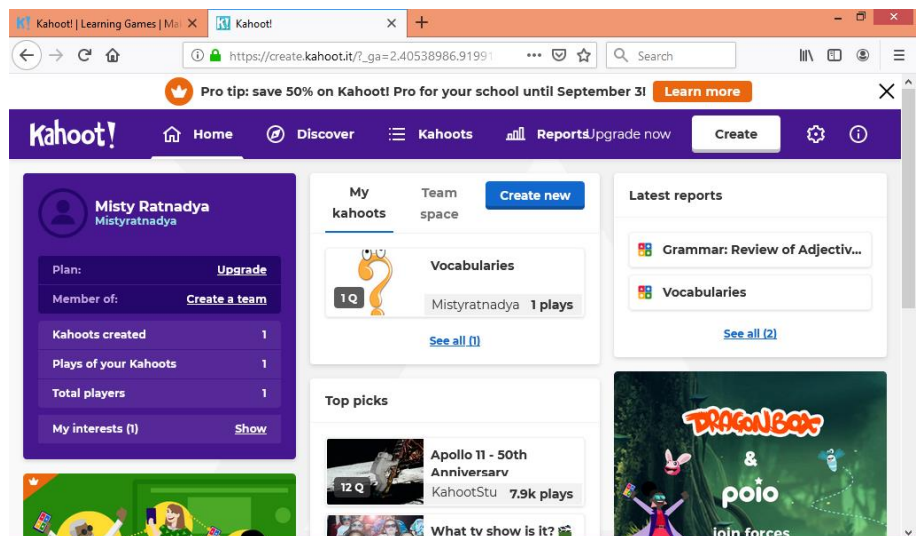 Kahoot! | Learning Games | Ma
Kahoot!
https://create.kahoot.it/?_ga=2.40538986.91991
Search
Pro tip: save 50% on Kahoot! Pro for your school until September 3!
Learn more
Kahoot!
Home
Discover
Kahoots
Reports
Upgrade now
Create
Misty Ratnadya
Mistyratnadya
Plan:
Upgrade
Member of:
Create a team
Kahoots created
1
Plays of your Kahoots
1
Total players
1
My interests (1)
Show
My kahoots
Team space
Create new
1 Q
Vocabularies
Mistyratnadya
1 plays
See all (1)
Top picks
12 Q
Apollo 11 - 50th
Anniversary
KahootStu
7.9k plays
What tv show is it?
Latest reports
Grammar: Review of Adjectiv...
Vocabularies
See all (2)
DRAGONBOX
&
poio
join forces